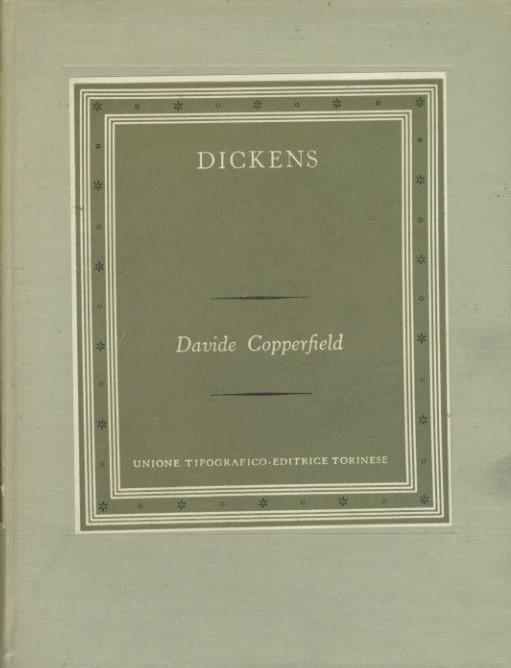 DICKENS
Davide Copperfield
UNIONE TIPOGRAFICO-EDITRICE TORINESE